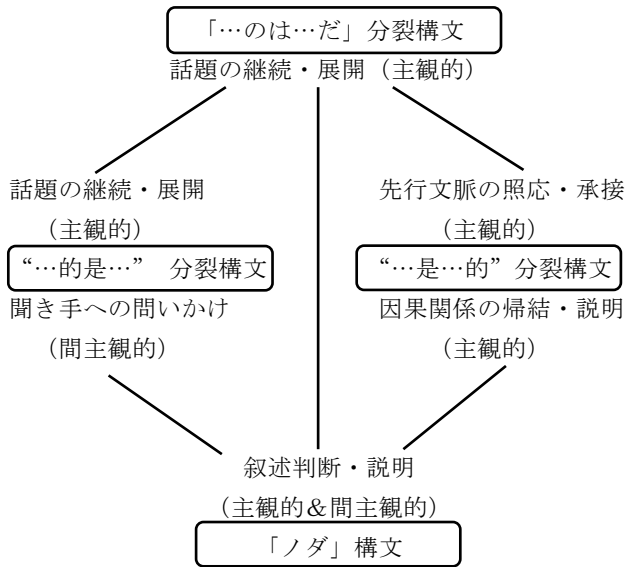 「…のは…だ」分裂構文
話題の継続・展開（主観的）
話題の継続・展開
（主観的）
“…的是…” 分裂構文
聞き手への問いかけ
（間主観的）
先行文脈の照応・承接
（主観的）
“…是…的”分裂構文
因果関係の帰結・説明
（主観的）
叙述判断・説明
（主観的＆間主観的）
「ノダ」構文